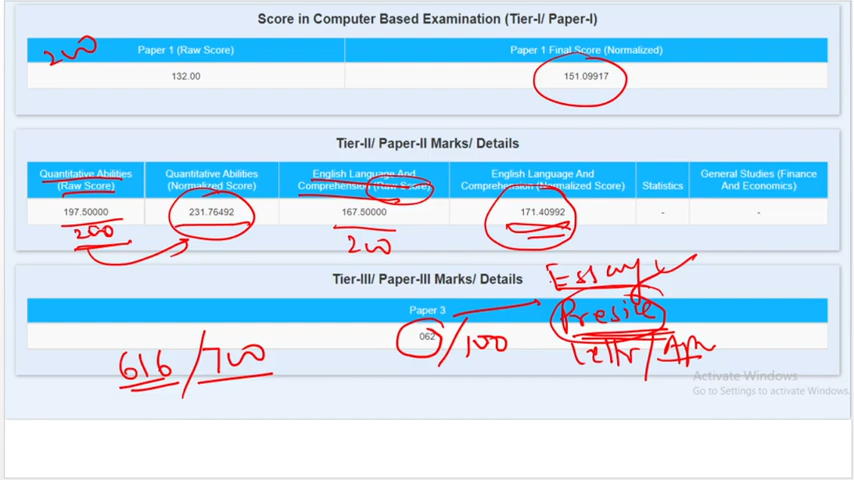 Score in Computer Based Examination (Tier-I/ Paper-I)
200
Paper 1 (Raw Score) Paper 1 Final Score (Normalized)
132.00 151.09917
Tier-II/ Paper-II Marks/ Details
Quantitative Abilities (Raw Score) Quantitative Abilities (Normalized Score) English Language And Comprehension (Raw Score) English Language And Comprehension (Normalized Score) Statistics General Studies (Finance And Economics)
197.50000 231.76492 167.50000 171.40992 - -
200 200
Tier-III/ Paper-III Marks/ Details
Essay
Paper 3
062 /100
616/700
Letter/App
Activate Windows
Go to Settings to activate Windows.